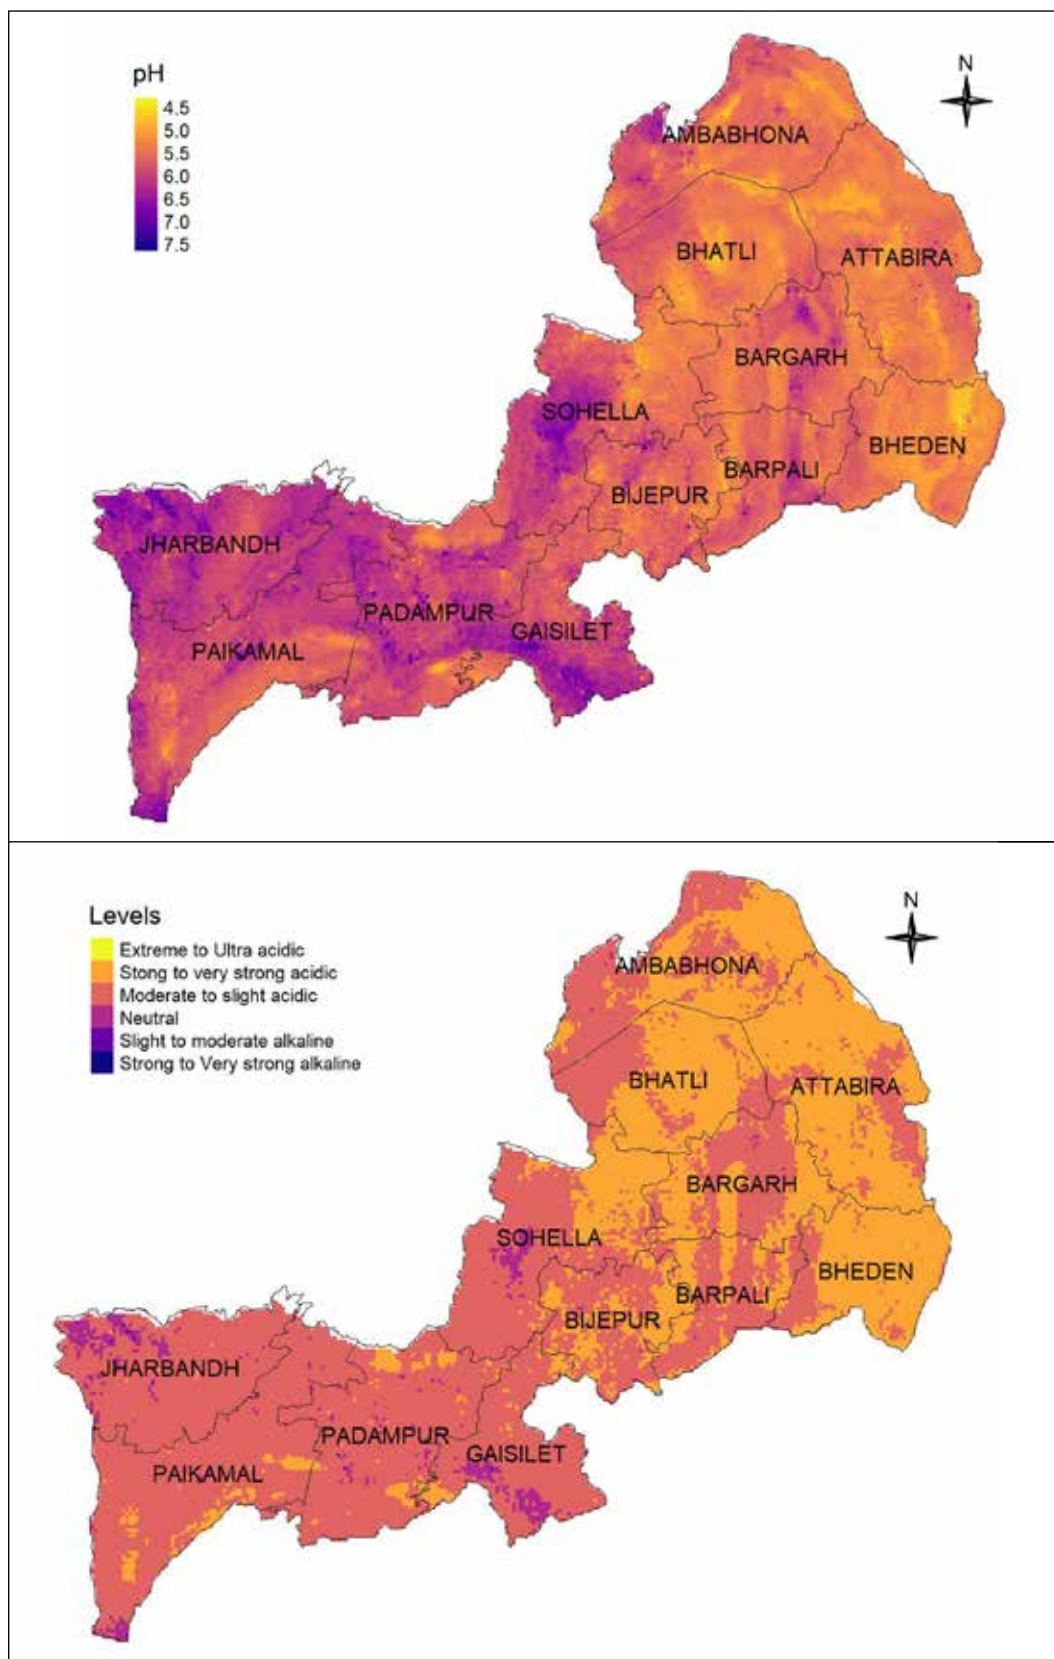 pH
4.5
5.0
5.5
6.0
6.5
7.0
7.5
N
AMBABHONA
BHATLI
ATTABIRA
BARGARH
SOHELLA
BHEDEN
BARPALI
BIJEPUR
JHARBANDH
PADAMPUR
GAISILET
PAIKAMAL
Levels
Extreme to Ultra acidic
Stong to very strong acidic
Moderate to slight acidic
Neutral
Slight to moderate alkaline
Strong to Very strong alkaline
N
AMBABHONA
BHATLI
ATTABIRA
BARGARH
SOHELLA
BHEDEN
BARPALI
BIJEPUR
JHARBANDH
PADAMPUR
GAISILET
PAIKAMAL